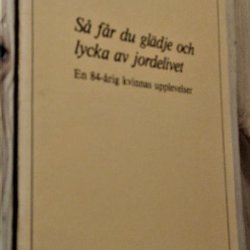 Så får du glädje och
lycka av jordelivet
En 84-årig kvinnas upplevelser